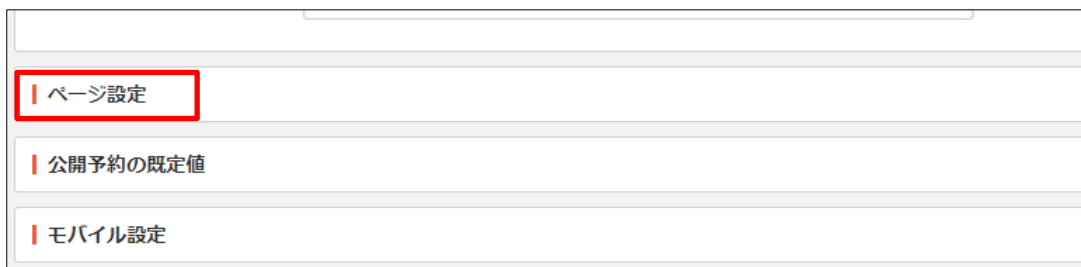 ページ設定
公開予約の既定値
モバイル設定